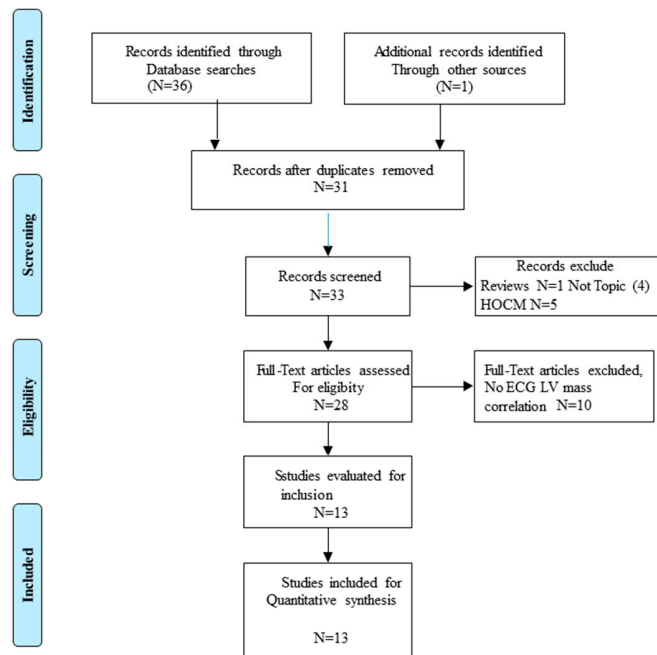 Identification
Records identified through
Database searches
(N=36)
Additional records identified
Through other sources
(N=1)
Records after duplicates removed
N=31
Screening
Records screened
N=33
Records exclude
Reviews N=1 Not Topic (4)
HOCM N=5
Eligibility
Full-Text articles assessed
For eligibity
N=28
Full-Text articles excluded,
No ECG LV mass
correlation N=10
Sstudies evaluated for
inclusion
N=13
Included
Studies included for
Quantitative synthesis
N=13